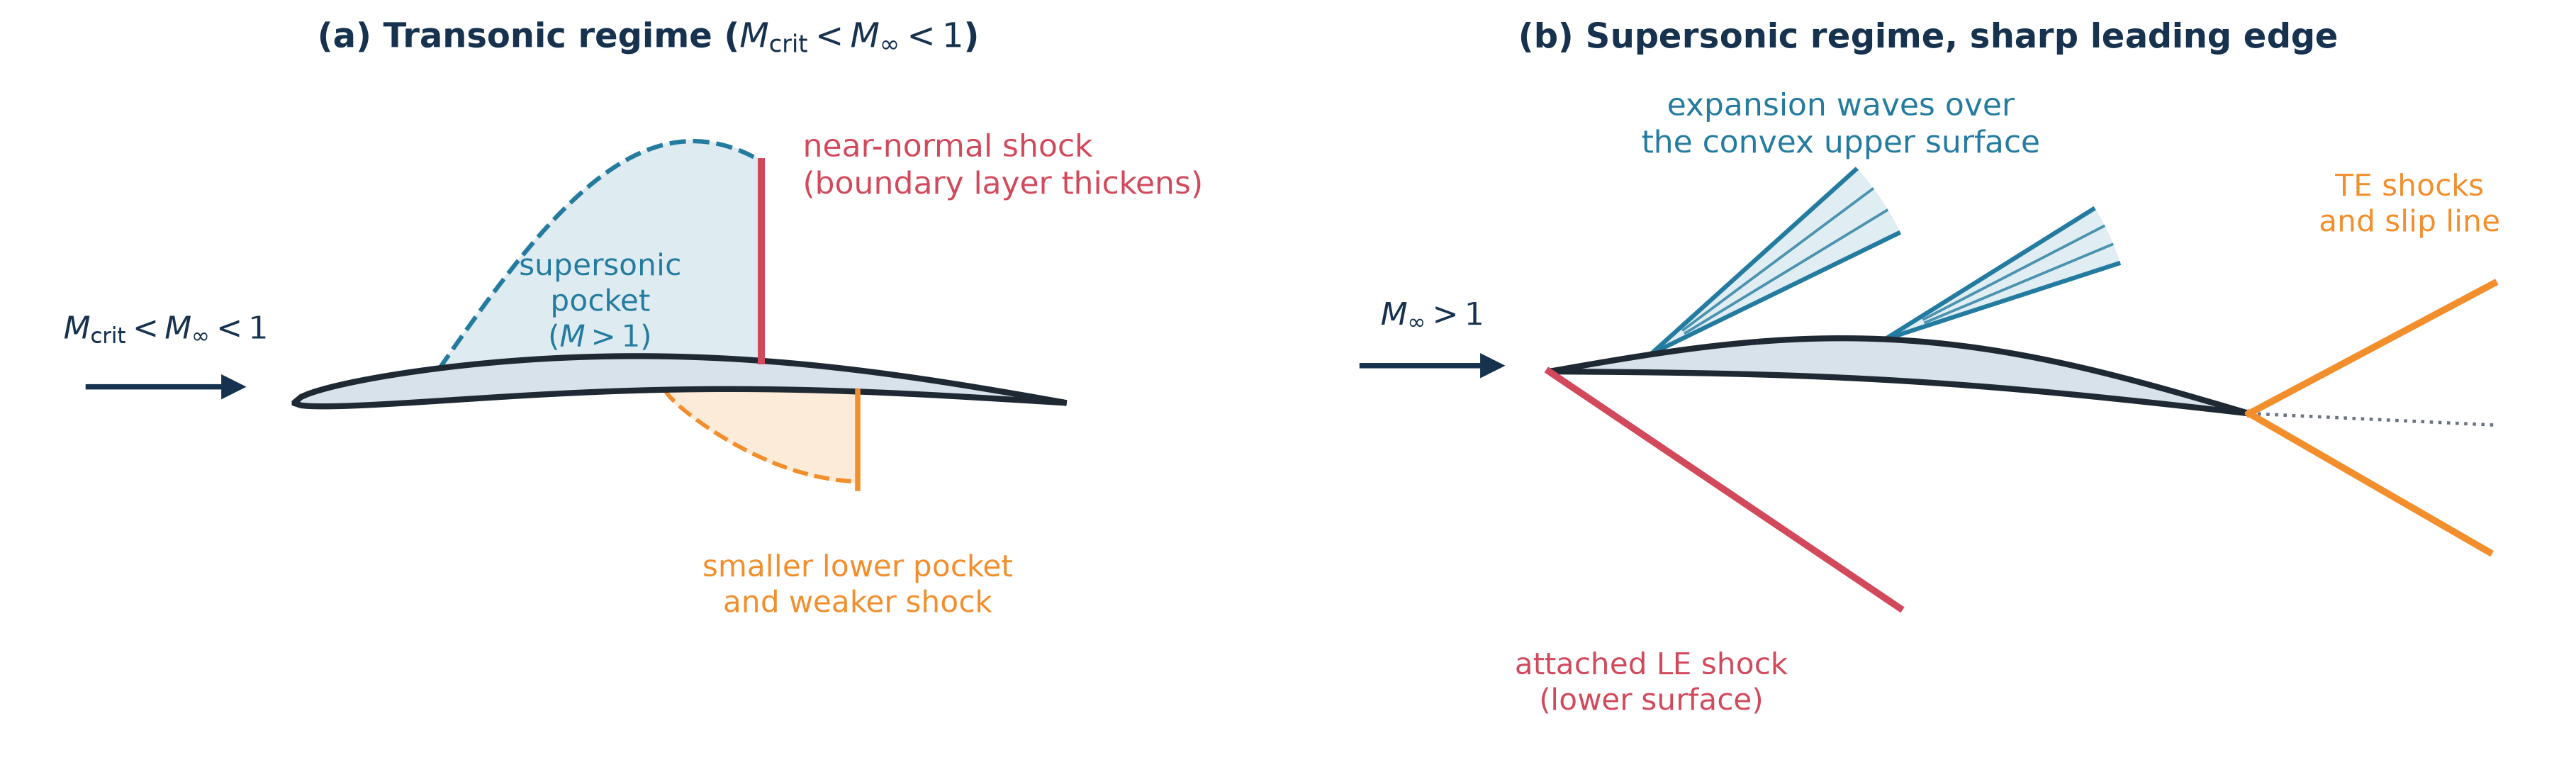 (a) Transonic regime (M_crit < M_∞ < 1)
near-normal shock
(boundary layer thickens)
supersonic
pocket
(M > 1)
M_crit < M_∞ < 1
smaller lower pocket
and weaker shock
(b) Supersonic regime, sharp leading edge
expansion waves over
the convex upper surface
TE shocks
and slip line
M_∞ > 1
attached LE shock
(lower surface)